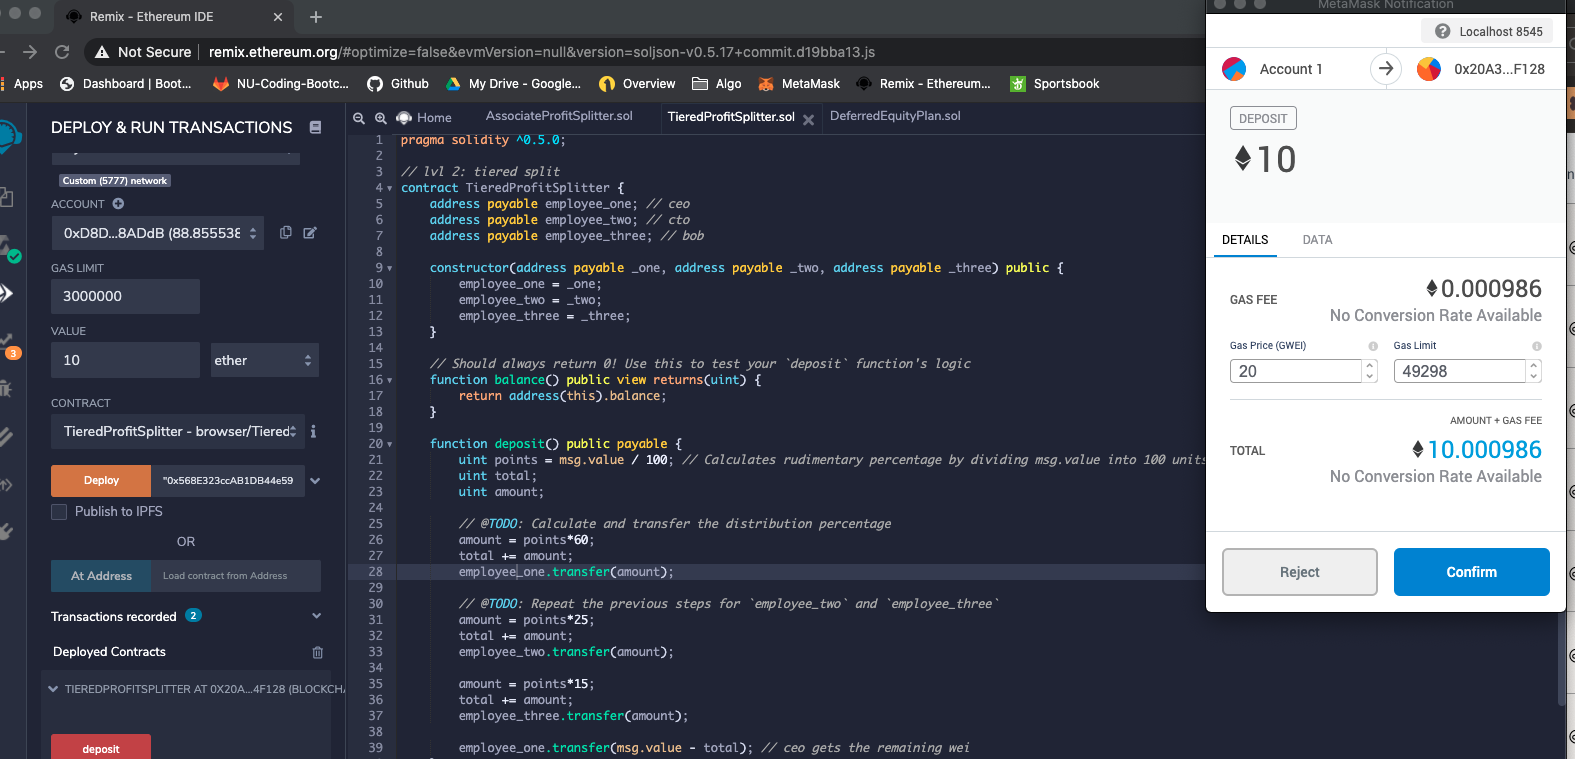 Remix - Ethereum IDE
Not Secure | remix.ethereum.org/#optimize=false&evmVersion=null&version=soljson-v0.5.17+commit.d19bba13.js
Apps
Dashboard | Boot...
NU-Coding-Bootc...
Github
My Drive - Google...
Overview
Algo
MetaMask
Remix - Ethereum...
Sportsbook
DEPLOY & RUN TRANSACTIONS
Custom (5777) network
ACCOUNT
0xD8D...8ADdB (88.855538
GAS LIMIT
3000000
VALUE
10
ether
CONTRACT
TieredProfitSplitter - browser/Tiered
Deploy
"0x568E323ccAB1DB44e59
Publish to IPFS
OR
At Address
Load contract from Address
Transactions recorded 2
Deployed Contracts
TIEREDPROFITSPLITTER AT 0X20A...4F128 (BLOCKCHA
deposit
3
Home
AssociateProfitSplitter.sol
TieredProfitSplitter.sol
DeferredEquityPlan.sol
1 pragma solidity ^0.5.0;
2
3 // lvl 2: tiered split
4 contract TieredProfitSplitter {
5 address payable employee_one; // ceo
6 address payable employee_two; // cto
7 address payable employee_three; // bob
8
9 constructor(address payable _one, address payable _two, address payable _three) public {
10 employee_one = _one;
11 employee_two = _two;
12 employee_three = _three;
13 }
14
15 // Should always return 0! Use this to test your `deposit` function's logic
16 function balance() public view returns(uint) {
17 return address(this).balance;
18 }
19
20 function deposit() public payable {
21 uint points = msg.value / 100; // Calculates rudimentary percentage by dividing msg.value into 100 units
22 uint total;
23 uint amount;
24
25 // @TODO: Calculate and transfer the distribution percentage
26 amount = points*60;
27 total += amount;
28 employee_one.transfer(amount);
29
30 // @TODO: Repeat the previous steps for `employee_two` and `employee_three`
31 amount = points*25;
32 total += amount;
33 employee_two.transfer(amount);
34
35 amount = points*15;
36 total += amount;
37 employee_three.transfer(amount);
38
39 employee_one.transfer(msg.value - total); // ceo gets the remaining wei
MetaMask Notification
Localhost 8545
Account 1
0x20A3...F128
DEPOSIT
10
DETAILS
DATA
GAS FEE
0.000986
No Conversion Rate Available
Gas Price (GWEI)
Gas Limit
20
49298
AMOUNT + GAS FEE
TOTAL
10.000986
No Conversion Rate Available
Reject
Confirm